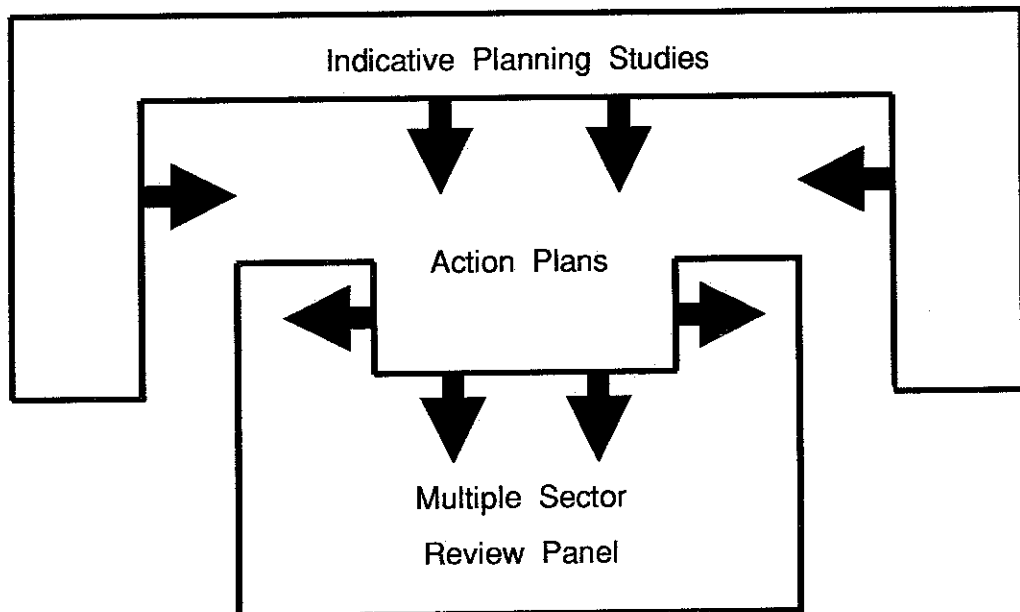 Indicative Planning Studies
Action Plans
Multiple Sector
Review Panel